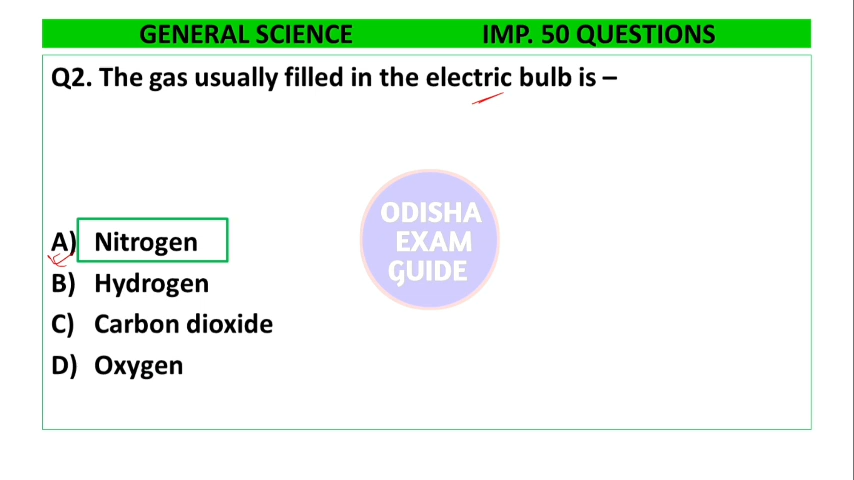 GENERAL SCIENCE IMP. 50 QUESTIONS
Q2. The gas usually filled in the electric bulb is –
A) Nitrogen
B) Hydrogen
C) Carbon dioxide
D) Oxygen
ODISHA
EXAM
GUIDE